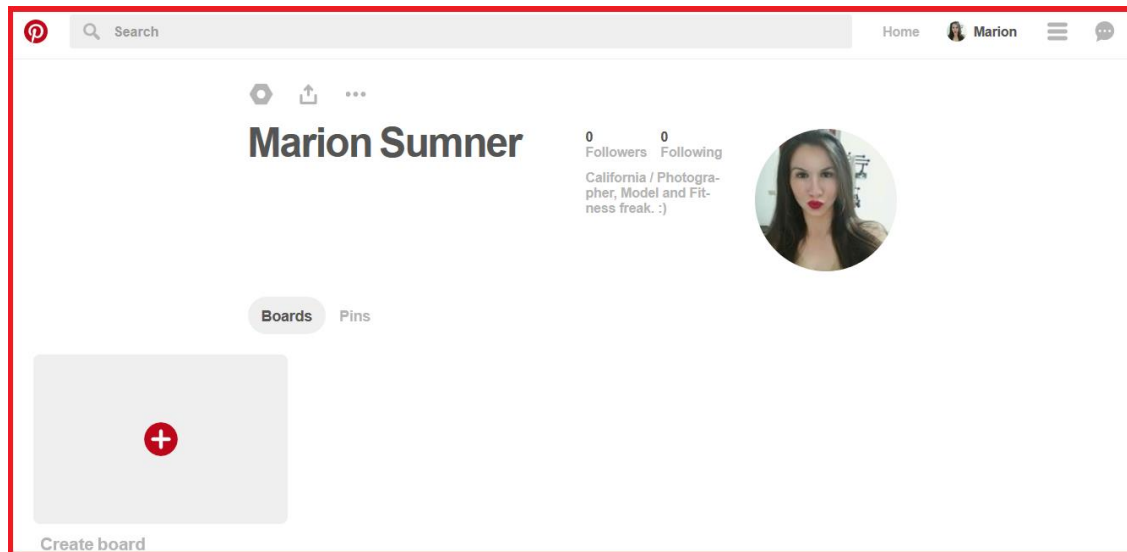 Search
Home
Marion
Marion Sumner
0 0
Followers Following
California / Photogra-
pher, Model and Fit-
ness freak. :)
Boards Pins
Create board